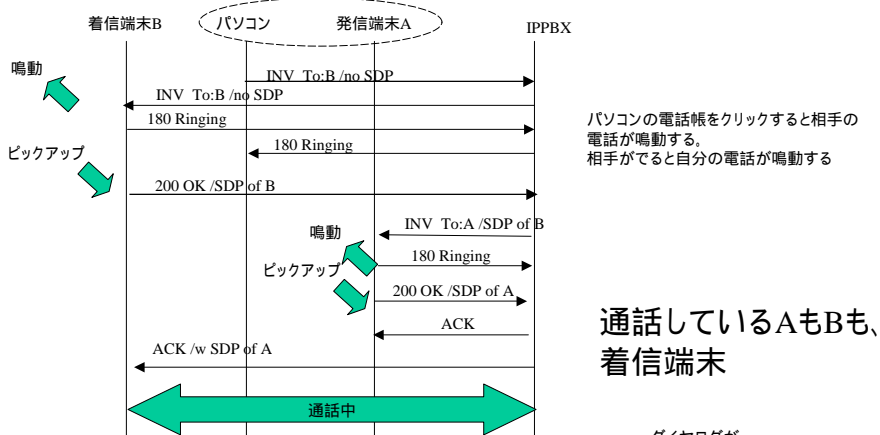 着信端末B
パソコン
発信端末A
IPPBX
鳴動
INV To:B /no SDP
INV To:B /no SDP
180 Ringing
180 Ringing
パソコンの電話帳をクリックすると相手の
電話が鳴動する。
相手がでると自分の電話が鳴動する
ピックアップ
200 OK /SDP of B
INV To:A /SDP of B
鳴動
180 Ringing
ピックアップ
200 OK /SDP of A
ACK
ACK /w SDP of A
通話しているAもBも、
着信端末
通話中